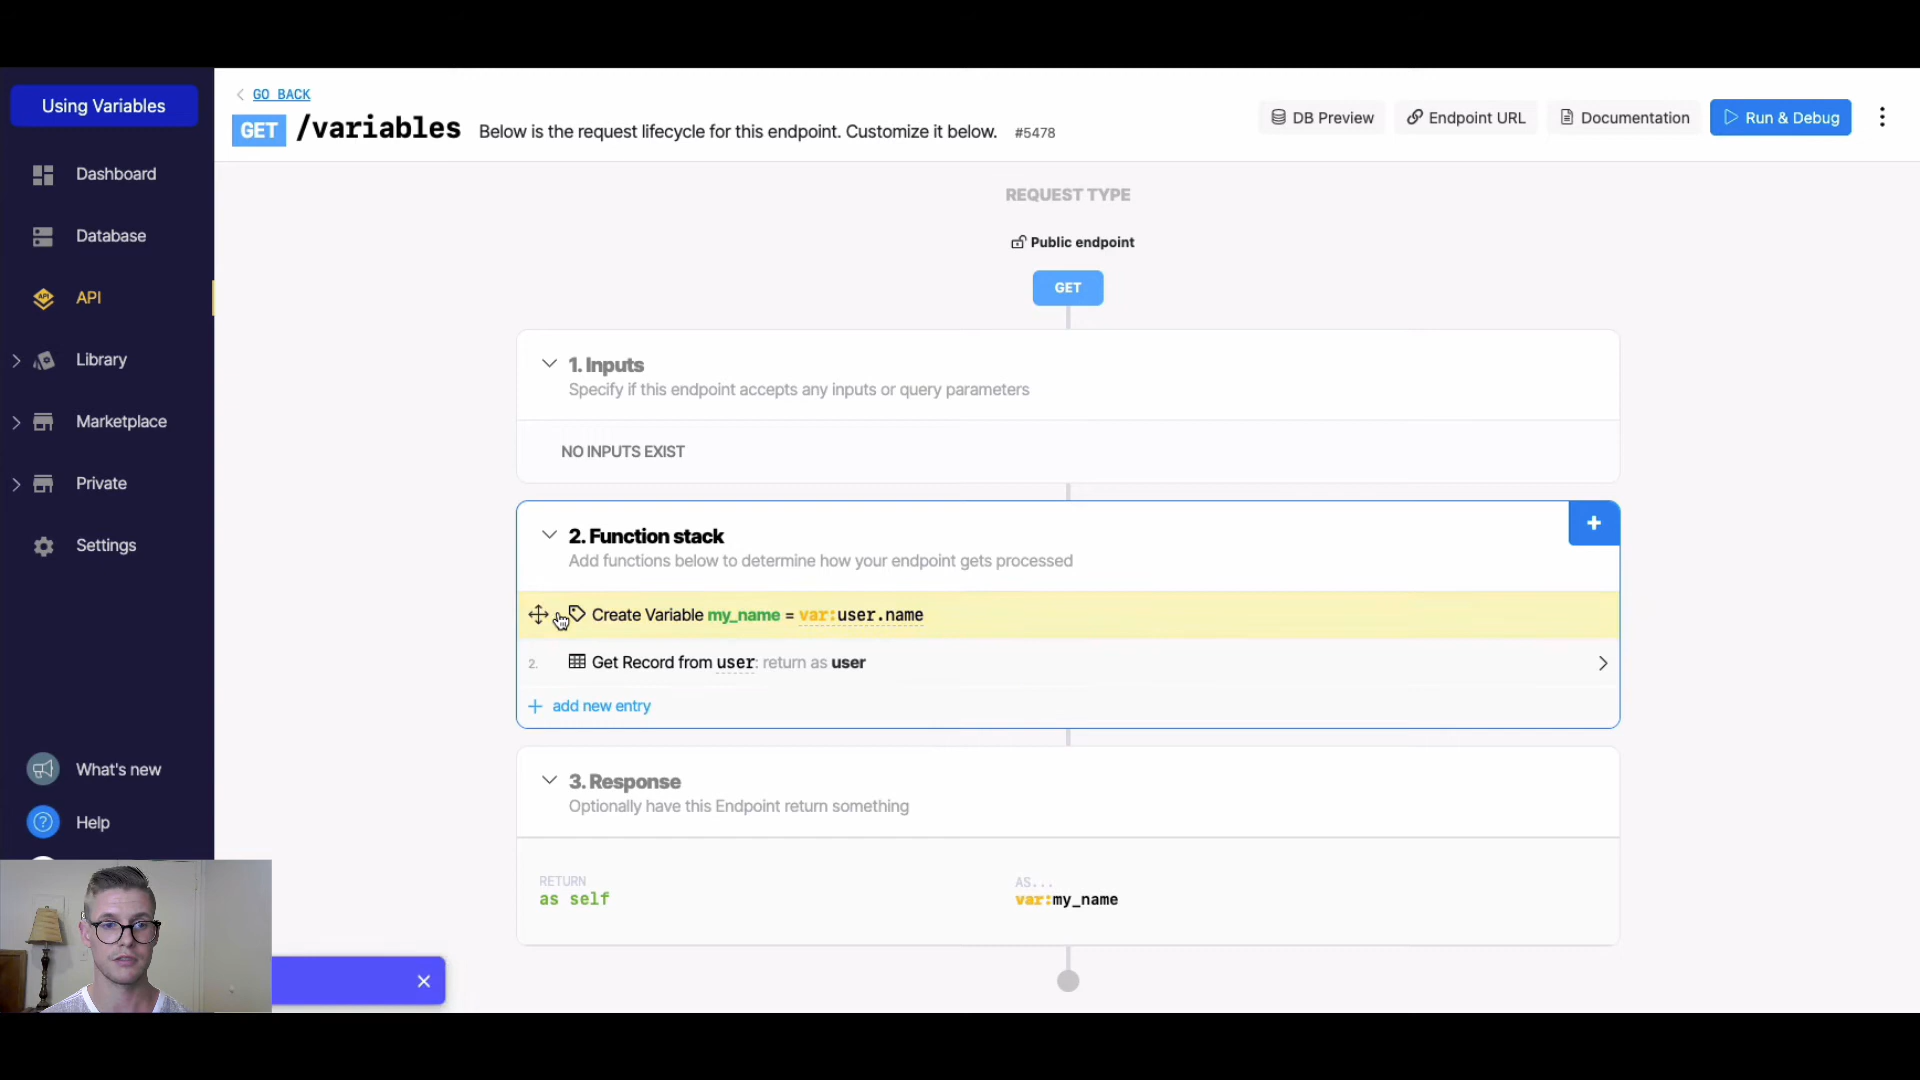 Using Variables
Dashboard
Database
API
Library
Marketplace
Private
Settings
What's new
Help
GO BACK
GET /variables Below is the request lifecycle for this endpoint. Customize it below. #5478
DB Preview
Endpoint URL
Documentation
Run & Debug
REQUEST TYPE
Public endpoint
GET
1. Inputs
Specify if this endpoint accepts any inputs or query parameters
NO INPUTS EXIST
2. Function stack
Add functions below to determine how your endpoint gets processed
Create Variable my_name = var:user.name
2. Get Record from user: return as user
+ add new entry
3. Response
Optionally have this Endpoint return something
RETURN
as self
AS...
var:my_name